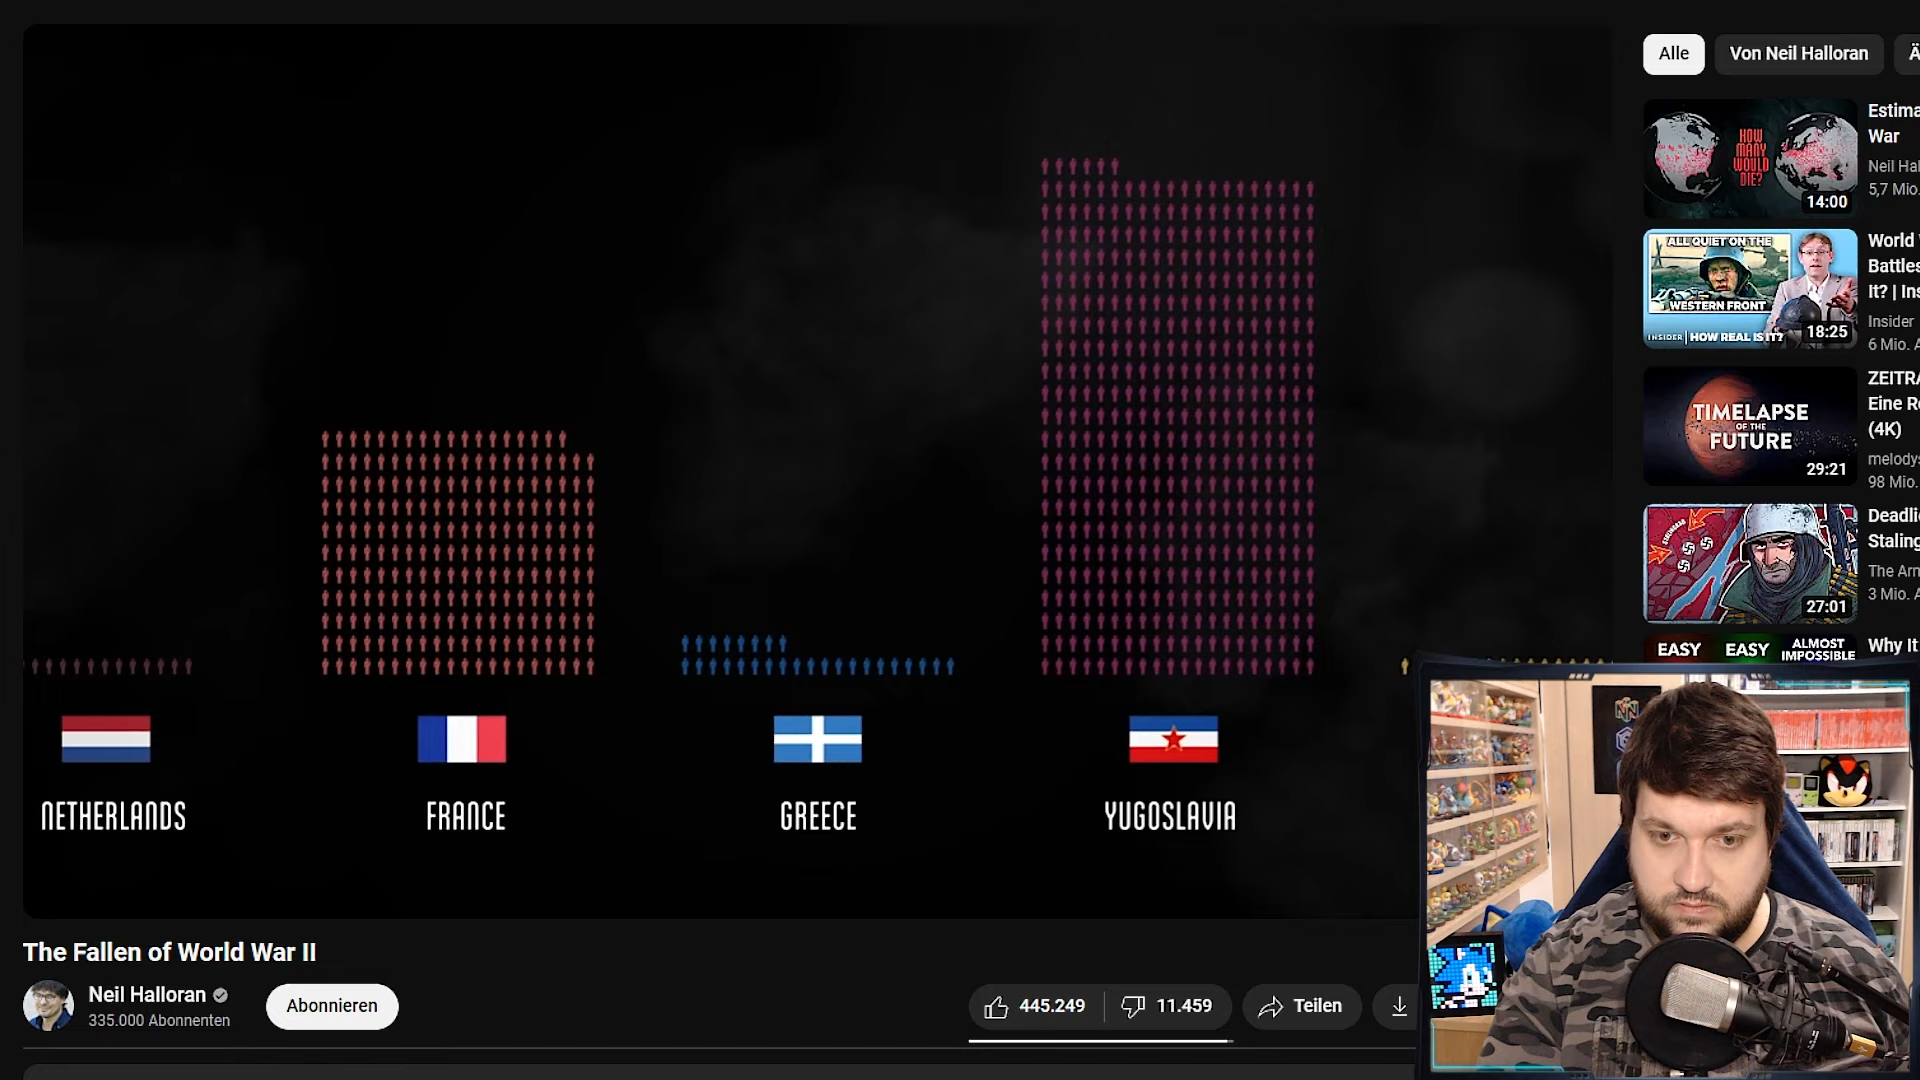 NETHERLANDS
FRANCE
GREECE
YUGOSLAVIA
The Fallen of World War II
Neil Halloran
335.000 Abonnenten
Abonnieren
445.249
11.459
Teilen
Alle
Von Neil Halloran
Ä
HOW
MANY
WOULD
DIE?
14:00
Estima
War
Neil Hal
5,7 Mio.
ALL QUIET ON THE
WESTERN FRONT
INSIDER | HOW REAL IS IT?
18:25
World
Battles
It? | Ins
Insider
6 Mio. A
TIMELAPSE
OF THE
FUTURE
29:21
ZEITRA
Eine Re
(4K)
melodys
98 Mio.
27:01
Deadlie
Staling
The Arm
3 Mio. A
EASY
EASY
ALMOST
IMPOSSIBLE
Why It